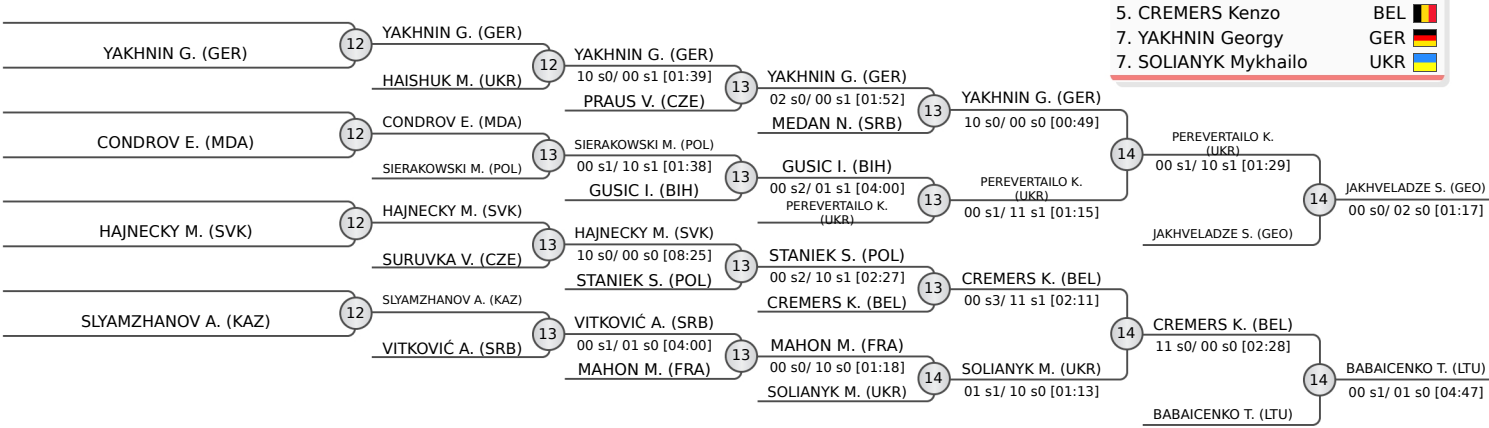 5. CREMERS Kenzo BEL
7. YAKHNIN Georgy GER
7. SOLIANYK Mykhailo UKR
YAKHNIN G. (GER)
CONDROV E. (MDA)
HAJNECKY M. (SVK)
SLYAMZHANOV A. (KAZ)
12
12
12
12
YAKHNIN G. (GER)
HAISHUK M. (UKR)
CONDROV E. (MDA)
SIERAKOWSKI M. (POL)
HAJNECKY M. (SVK)
SURUVKA V. (CZE)
SLYAMZHANOV A. (KAZ)
VITKOVIĆ A. (SRB)
12
13
13
13
YAKHNIN G. (GER)
10 s0/ 00 s1 [01:39]
PRAUS V. (CZE)
SIERAKOWSKI M. (POL)
00 s1/ 10 s1 [01:38]
GUSIC I. (BIH)
HAJNECKY M. (SVK)
10 s0/ 00 s0 [08:25]
STANIEK S. (POL)
VITKOVIĆ A. (SRB)
00 s1/ 01 s0 [04:00]
MAHON M. (FRA)
13
13
13
13
YAKHNIN G. (GER)
02 s0/ 00 s1 [01:52]
MEDAN N. (SRB)
GUSIC I. (BIH)
00 s2/ 01 s1 [04:00]
PEREVERTAILO K.
(UKR)
STANIEK S. (POL)
00 s2/ 10 s1 [02:27]
CREMERS K. (BEL)
MAHON M. (FRA)
00 s0/ 10 s0 [01:18]
SOLIANYK M. (UKR)
13
13
13
14
YAKHNIN G. (GER)
10 s0/ 00 s0 [00:49]
PEREVERTAILO K.
(UKR)
00 s1/ 11 s1 [01:15]
CREMERS K. (BEL)
00 s3/ 11 s1 [02:11]
SOLIANYK M. (UKR)
01 s1/ 10 s0 [01:13]
14
14
PEREVERTAILO K.
(UKR)
00 s1/ 10 s1 [01:29]
JAKHVELADZE S. (GEO)
CREMERS K. (BEL)
11 s0/ 00 s0 [02:28]
BABAICENKO T. (LTU)
14
14
JAKHVELADZE S. (GEO)
00 s0/ 02 s0 [01:17]
BABAICENKO T. (LTU)
00 s1/ 01 s0 [04:47]